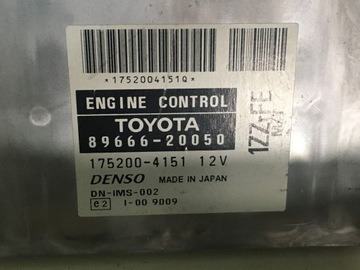 *1752004151Q*
ENGINE CONTROL
TOYOTA
89666-20050
175200-4151 12V
DENSO MADE IN JAPAN
DN-IMS-002
e2 I-00 9009
1ZZ-FE
M/T